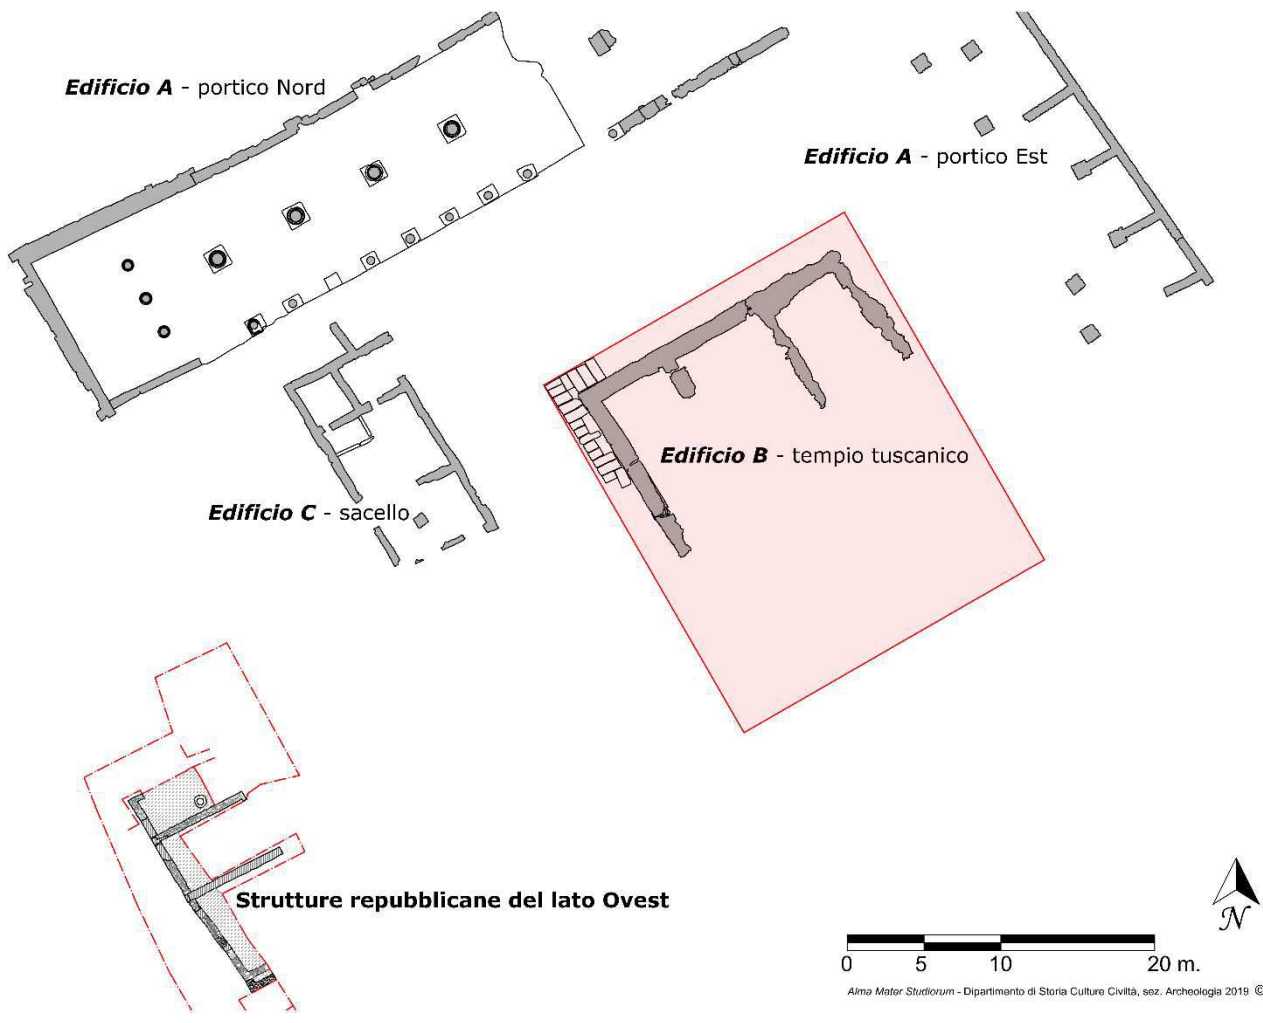 Edificio A - portico Nord
Edificio A - portico Est
Edificio B - tempio tuscanico
Edificio C - sacello
Strutture repubblicane del lato Ovest
N
0 5 10 20 m.
Alma Mater Studiorum - Dipartimento di Storia Culture Civiltà, sez. Archeologia 2019 ©